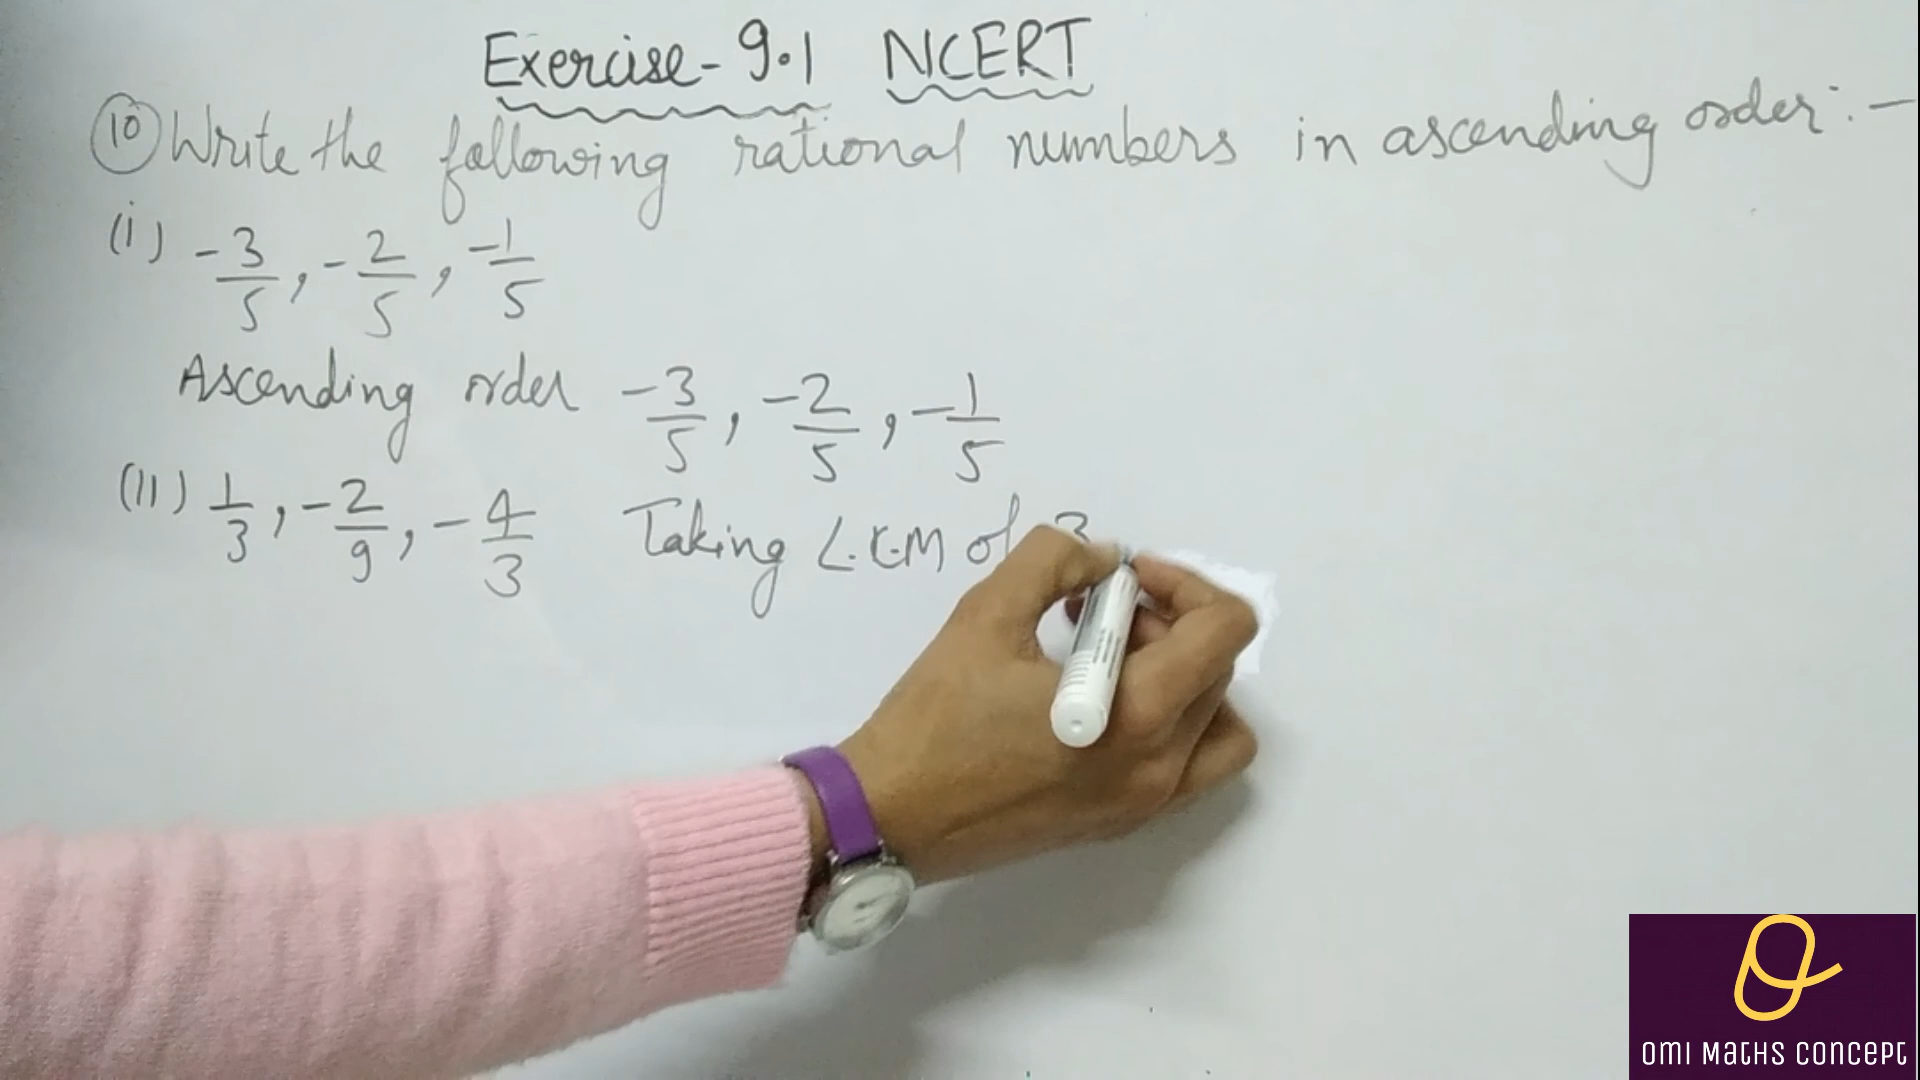 Exercise-9.1 NCERT
10 Write the following rational numbers in ascending order:-
(i) -3/5, -2/5, -1/5
Ascending order -3/5, -2/5, -1/5
(II) 1/3, -2/9, -4/3 Taking L.C.M of 3
OMI MATHS CONCEPT